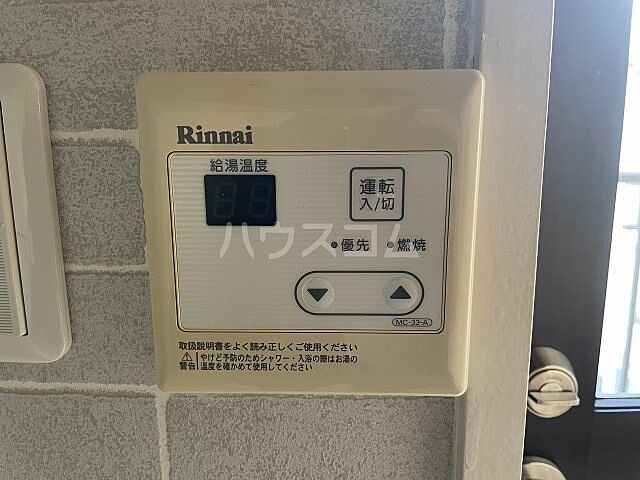 Rinnai
給湯温度
運転
入/切
ハウスコム
優先 燃焼
MC-33-A
取扱説明書をよく読み正しくご使用ください
警告 やけど予防のためシャワー・入浴の際はお湯の
温度を確かめて使用してください